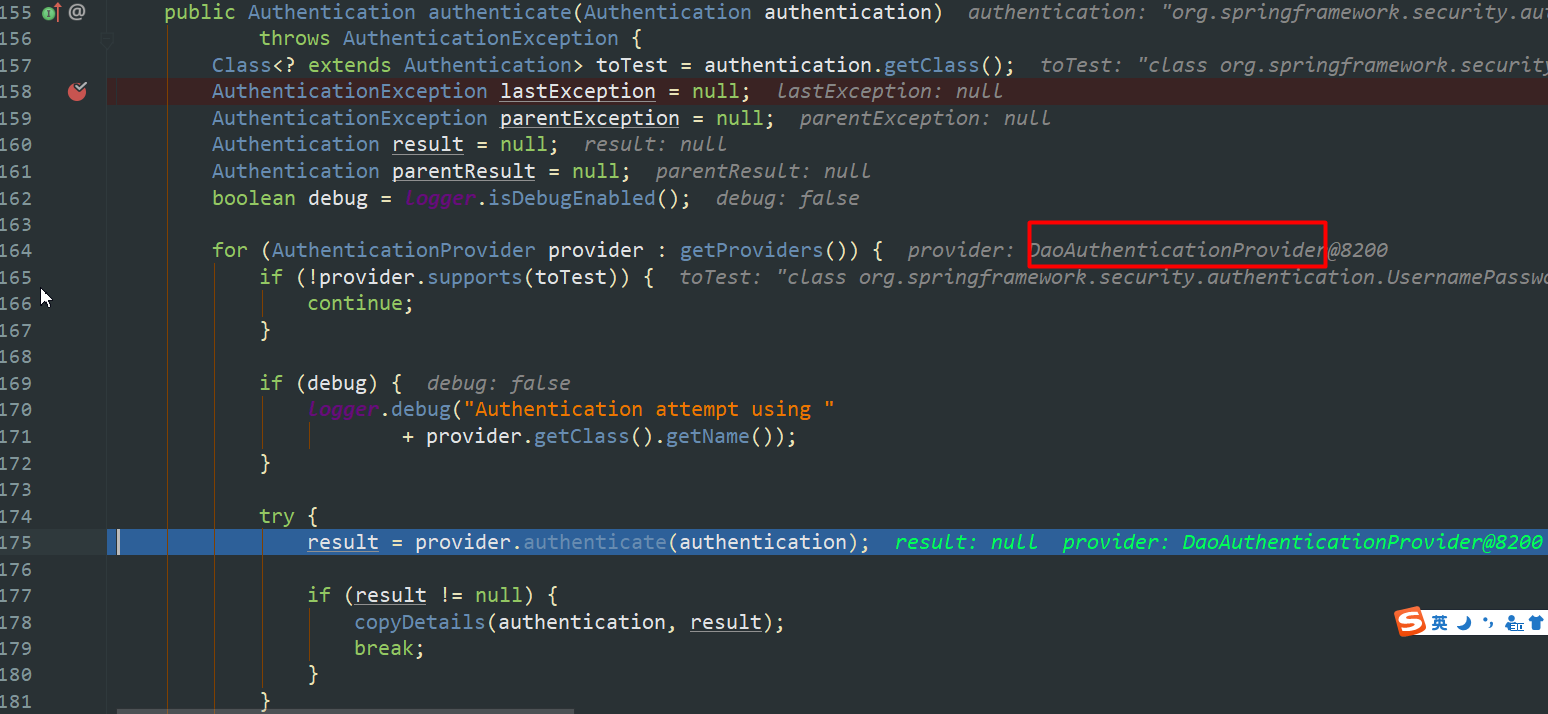 155 @ public Authentication authenticate(Authentication authentication) authentication: "org.springframework.security.au
156 throws AuthenticationException {
157 Class<? extends Authentication> toTest = authentication.getClass(); toTest: "class org.springframework.security
158 AuthenticationException lastException = null; lastException: null
159 AuthenticationException parentException = null; parentException: null
160 Authentication result = null; result: null
161 Authentication parentResult = null; parentResult: null
162 boolean debug = logger.isDebugEnabled(); debug: false
163
164 for (AuthenticationProvider provider : getProviders()) { provider: DaoAuthenticationProvider@8200
165 if (!provider.supports(toTest)) { toTest: "class org.springframework.security.authentication.UsernamePasswo
166 continue;
167 }
168
169 if (debug) { debug: false
170 logger.debug("Authentication attempt using "
171 + provider.getClass().getName());
172 }
173
174 try {
175 result = provider.authenticate(authentication); result: null provider: DaoAuthenticationProvider@8200
176
177 if (result != null) {
178 copyDetails(authentication, result);
179 break;
180 }
181 }
S 英